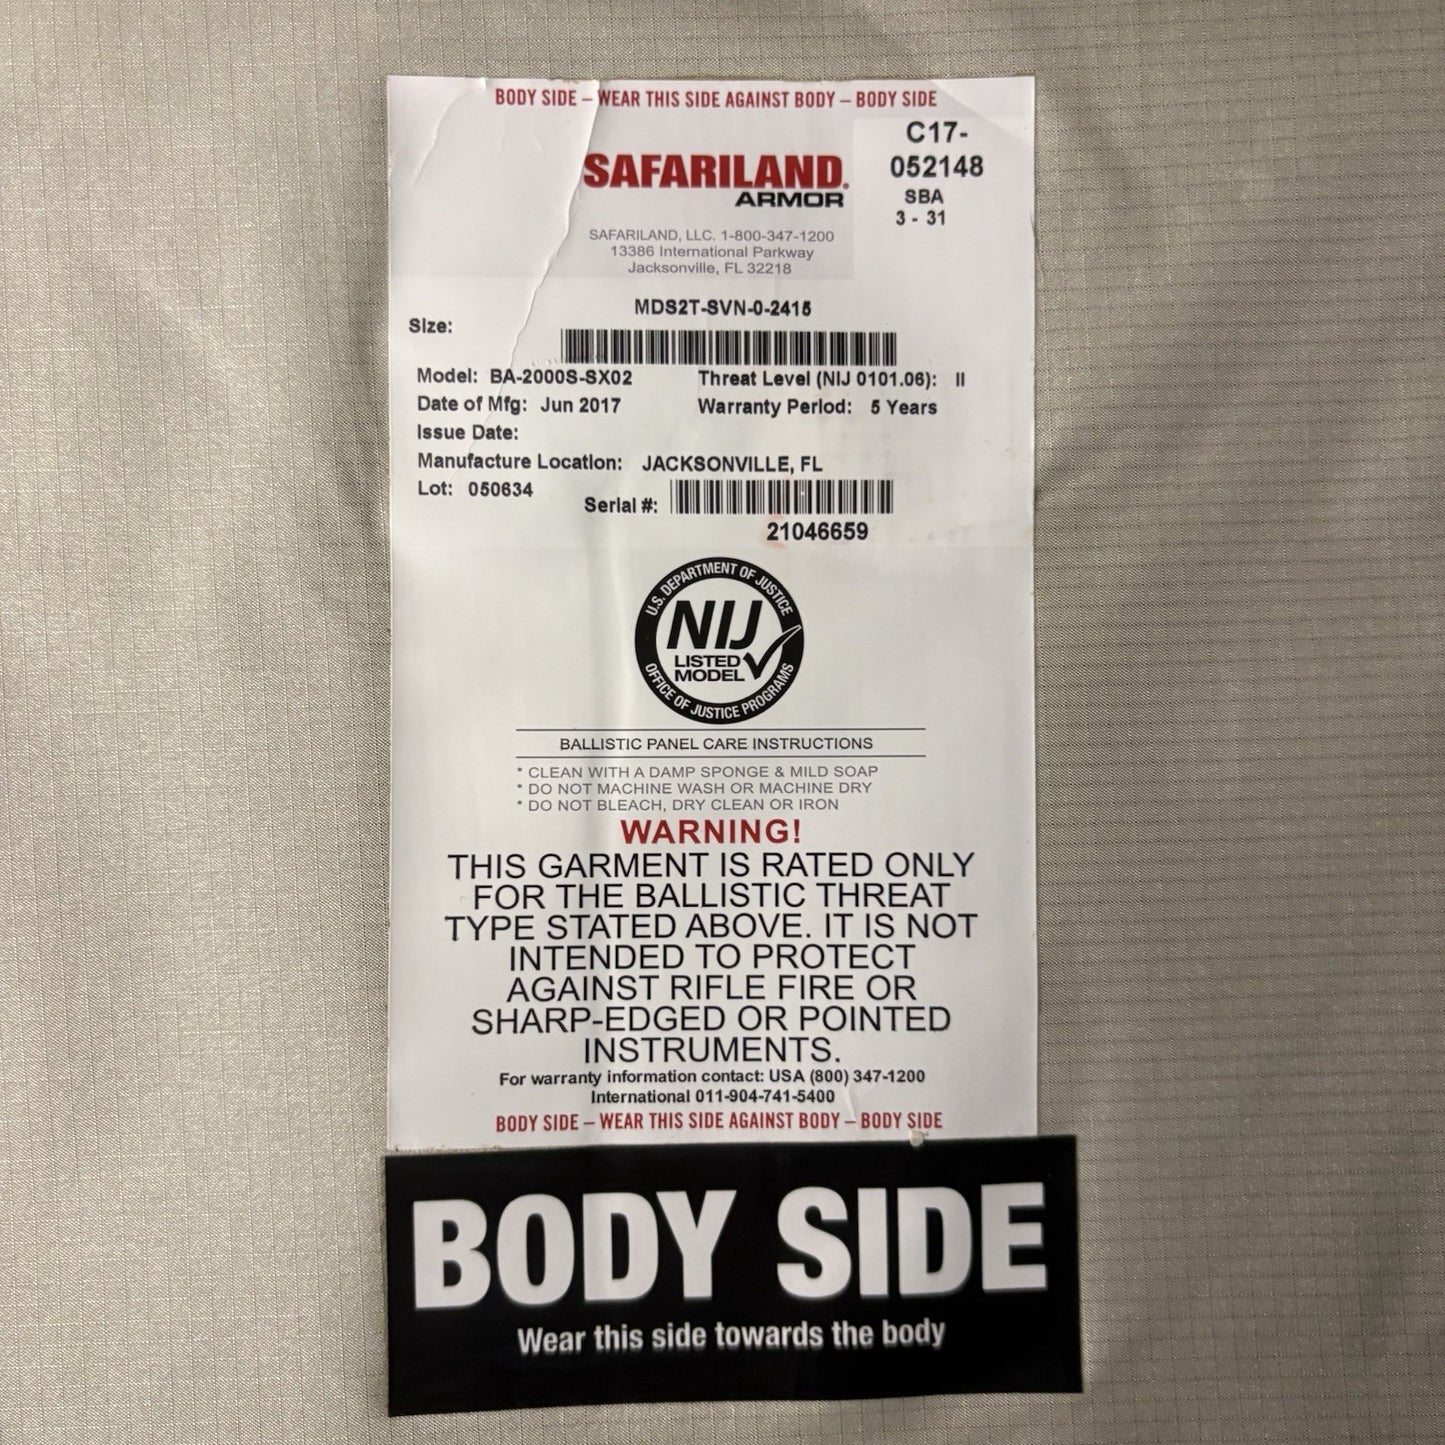 BODY SIDE – WEAR THIS SIDE AGAINST BODY – BODY SIDE
C17-
052148
SBA
3 - 31
SAFARILAND®
ARMOR
SAFARILAND, LLC. 1-800-347-1200
13386 International Parkway
Jacksonville, FL 32218
MDS2T-SVN-0-2415
Size:
Model: BA-2000S-SX02 Threat Level (NIJ 0101.06): II
Date of Mfg: Jun 2017 Warranty Period: 5 Years
Issue Date:
Manufacture Location: JACKSONVILLE, FL
Lot: 050634
Serial #:
21046659
U.S. DEPARTMENT OF JUSTICE
NIJ
LISTED
MODEL
OFFICE OF JUSTICE PROGRAMS
BALLISTIC PANEL CARE INSTRUCTIONS
* CLEAN WITH A DAMP SPONGE & MILD SOAP
* DO NOT MACHINE WASH OR MACHINE DRY
* DO NOT BLEACH, DRY CLEAN OR IRON
WARNING!
THIS GARMENT IS RATED ONLY
FOR THE BALLISTIC THREAT
TYPE STATED ABOVE. IT IS NOT
INTENDED TO PROTECT
AGAINST RIFLE FIRE OR
SHARP-EDGED OR POINTED
INSTRUMENTS.
For warranty information contact: USA (800) 347-1200
International 011-904-741-5400
BODY SIDE – WEAR THIS SIDE AGAINST BODY – BODY SIDE
BODY SIDE
Wear this side towards the body